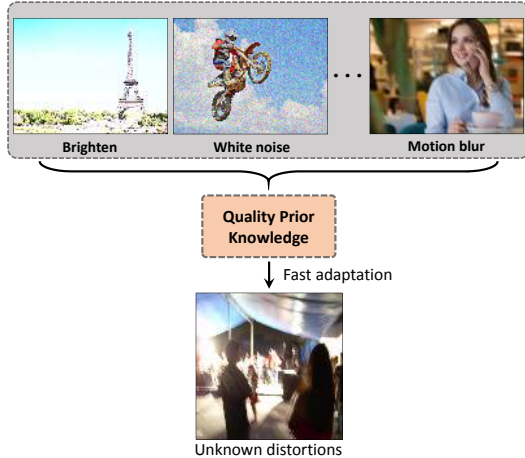 Brighten
White noise
...
Motion blur
Quality Prior
Knowledge
Fast adaptation
Unknown distortions